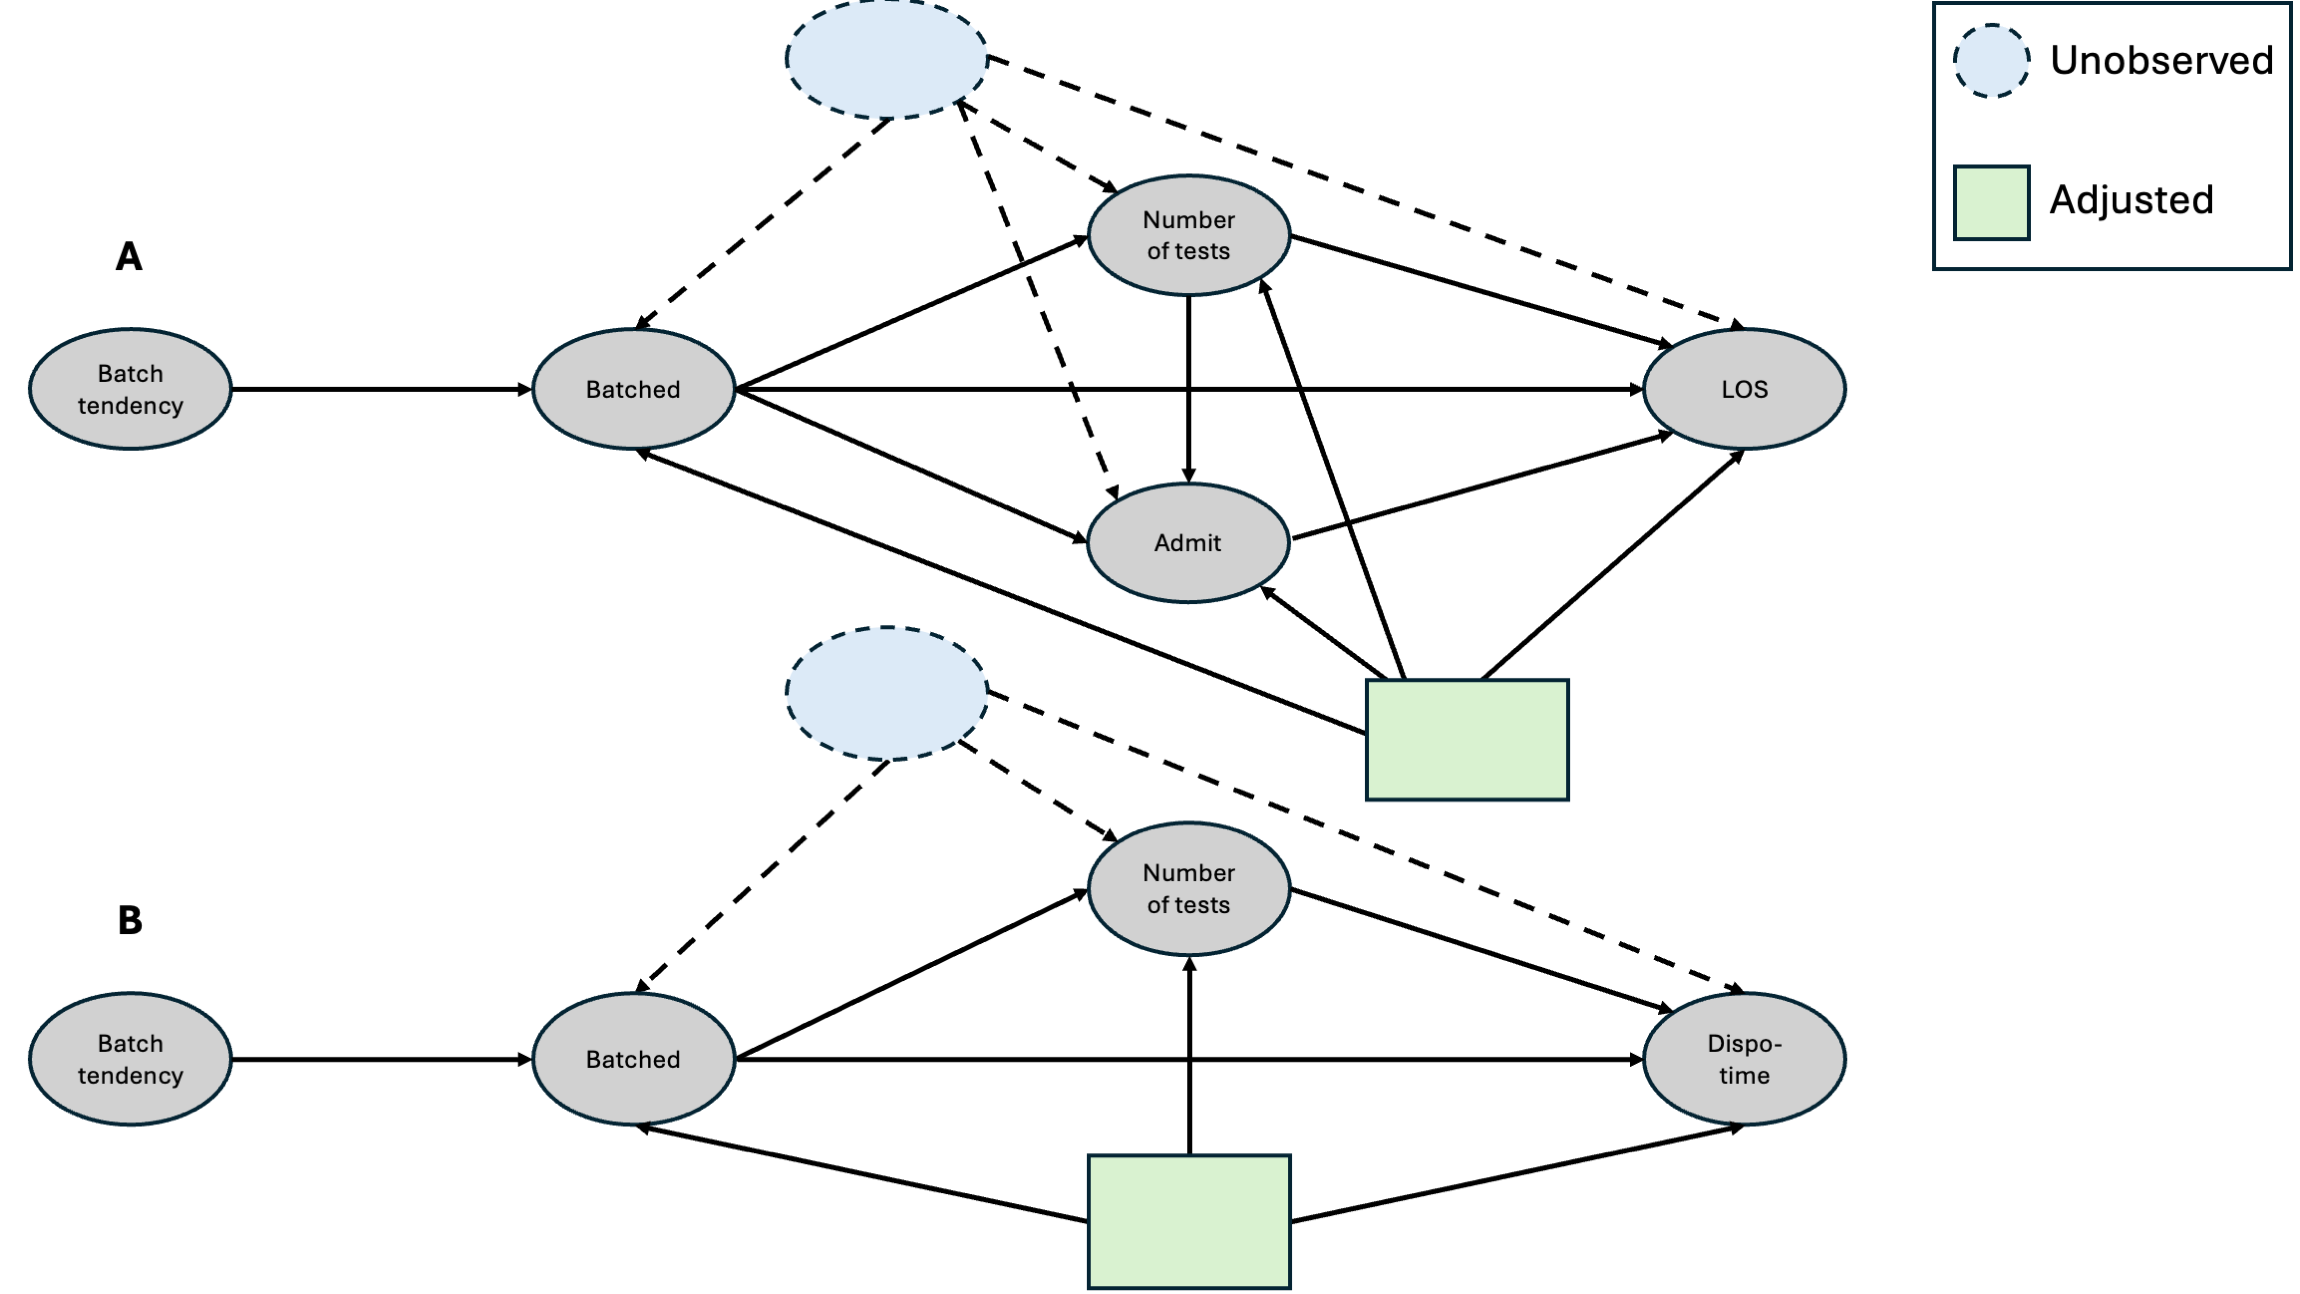 Unobserved
Adjusted
A
Number
of tests
Batch
tendency
Batched
LOS
Admit
B
Number
of tests
Batch
tendency
Batched
Dispo-
time